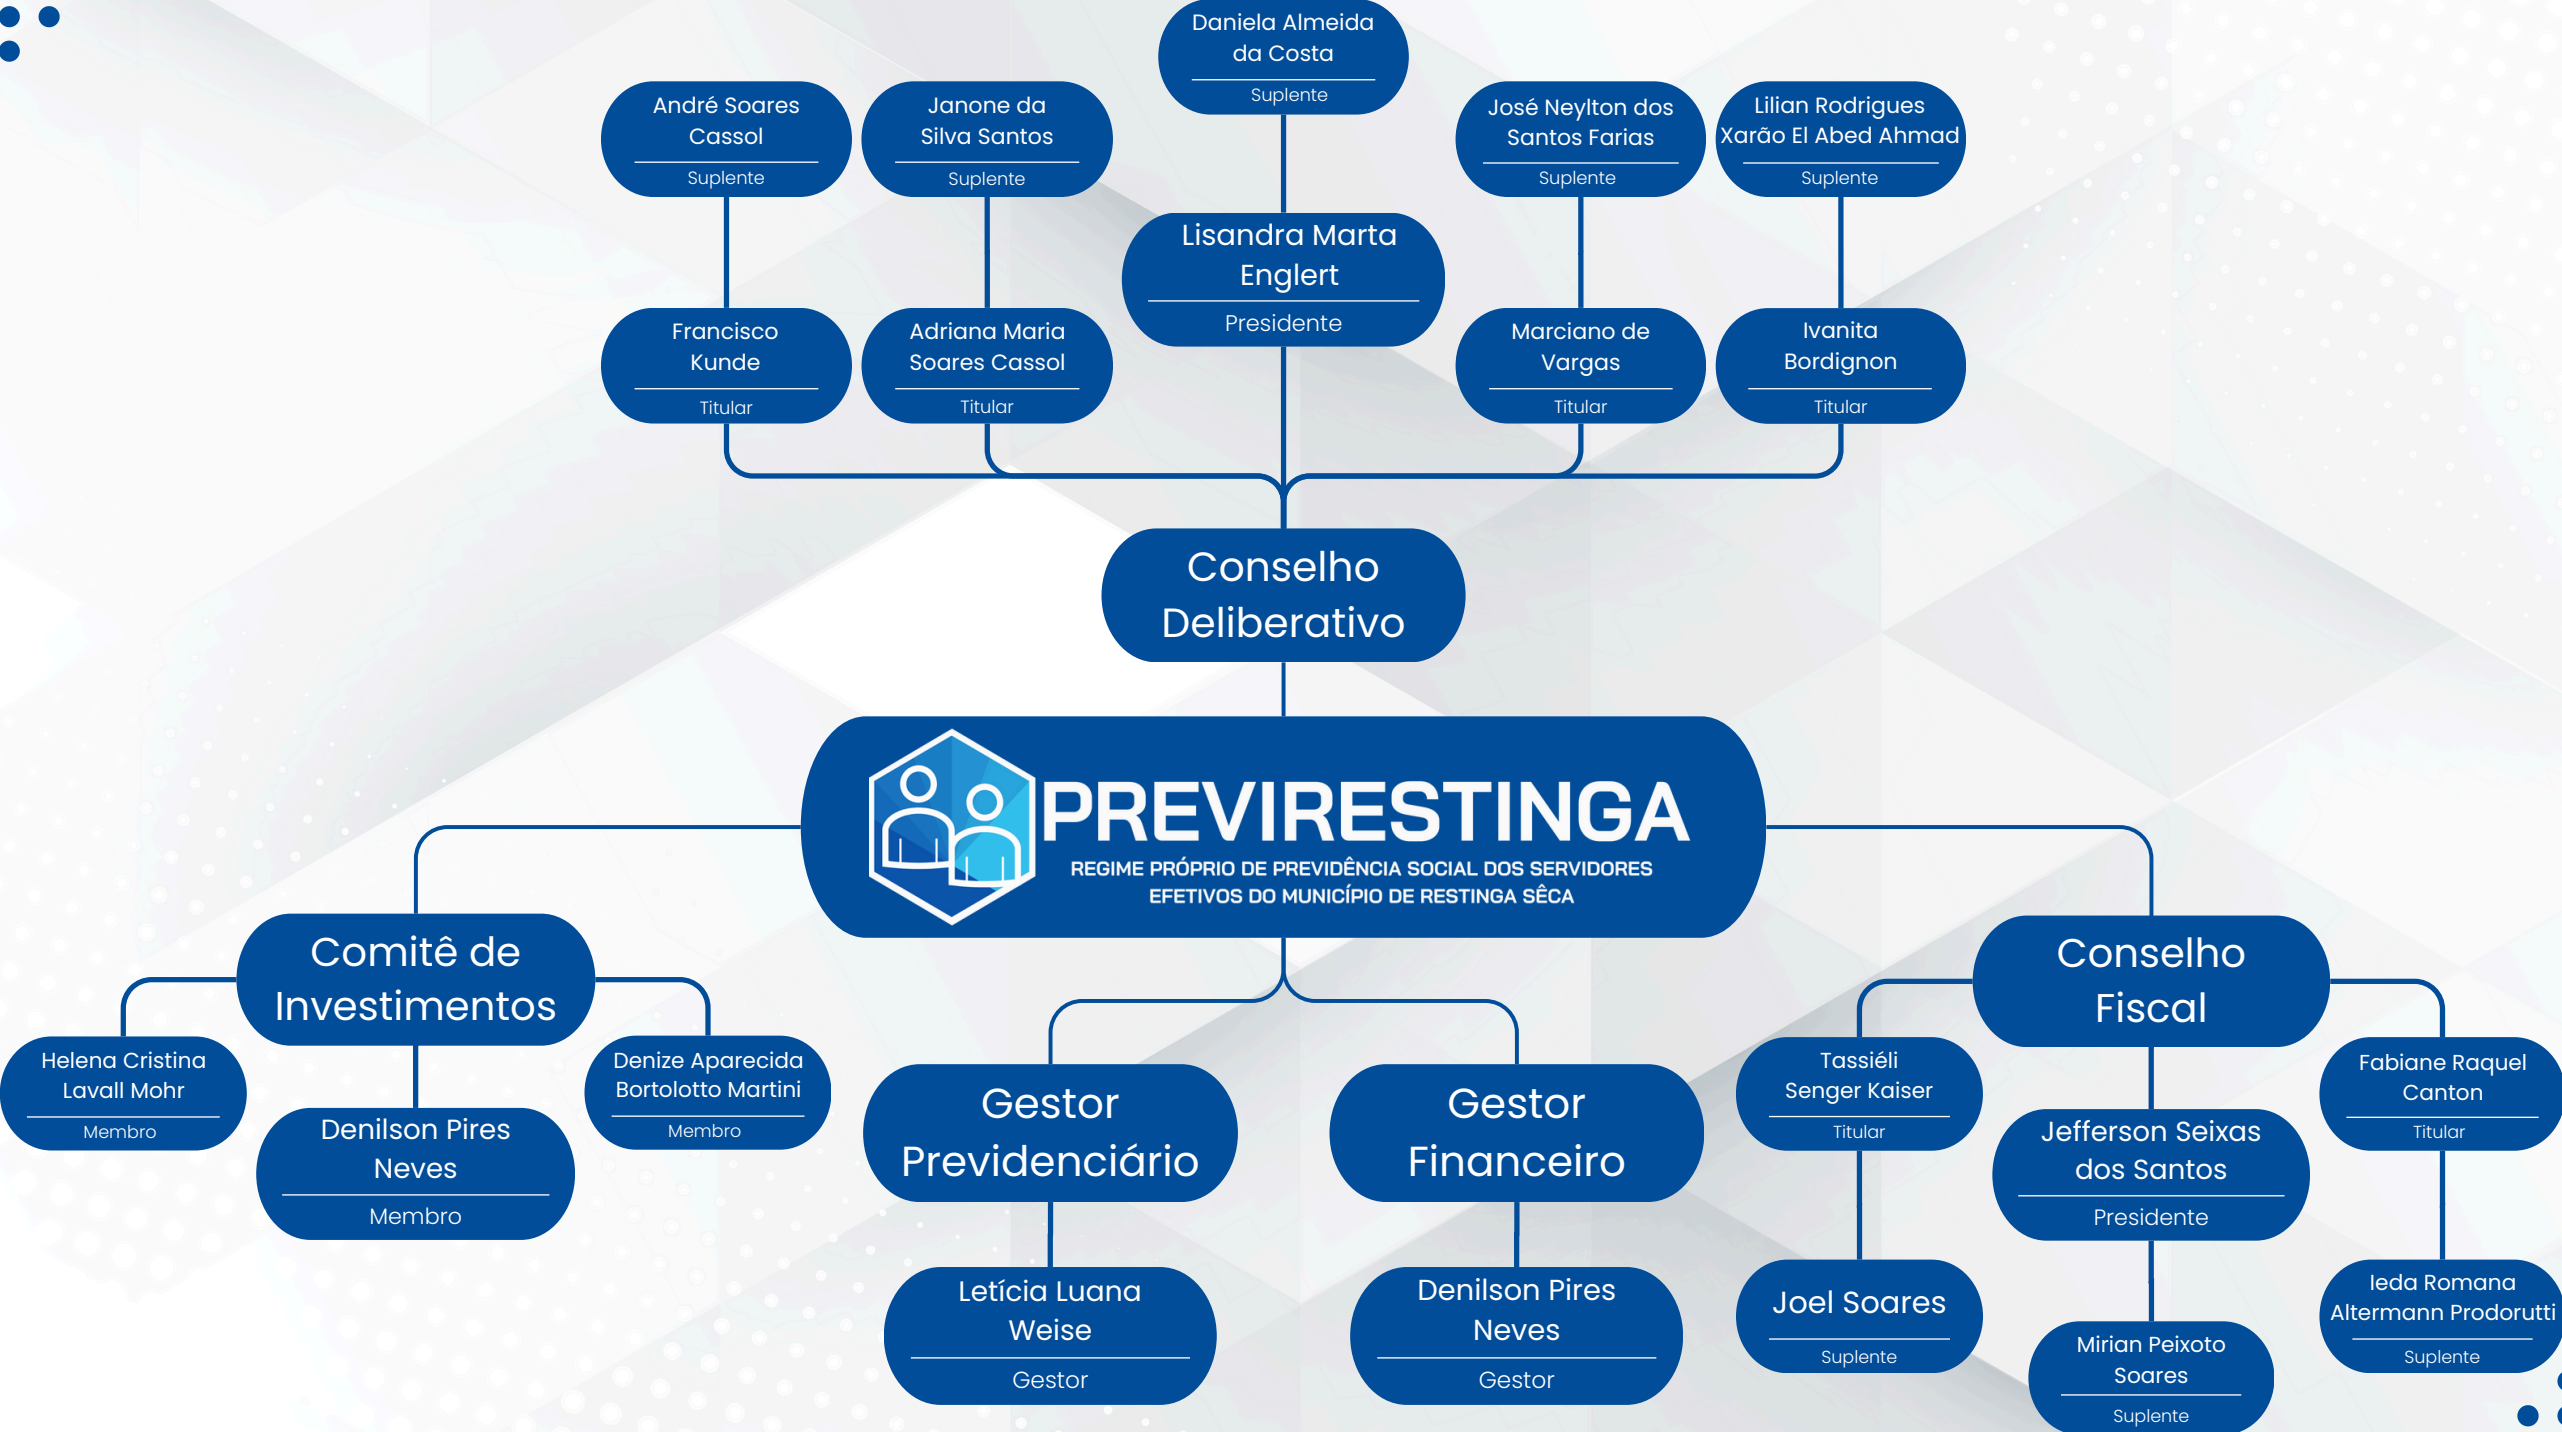 Daniela Almeida
da Costa
Suplente
André Soares
Cassol
Suplente
Janone da
Silva Santos
Suplente
José Neylton dos
Santos Farias
Suplente
Lilian Rodrigues
Xarão El Abed Ahmad
Suplente
Lisandra Marta
Englert
Presidente
Francisco
Kunde
Titular
Adriana Maria
Soares Cassol
Titular
Marciano de
Vargas
Titular
Ivanita
Bordignon
Titular
Conselho
Deliberativo
PREVIRESTINGA
REGIME PRÓPRIO DE PREVIDÊNCIA SOCIAL DOS SERVIDORES
EFETIVOS DO MUNICÍPIO DE RESTINGA SÊCA
Comitê de
Investimentos
Helena Cristina
Lavall Mohr
Membro
Denilson Pires
Neves
Membro
Denize Aparecida
Bortolotto Martini
Membro
Gestor
Previdenciário
Letícia Luana
Weise
Gestor
Gestor
Financeiro
Denilson Pires
Neves
Gestor
Conselho
Fiscal
Tassiéli
Senger Kaiser
Titular
Joel Soares
Suplente
Jefferson Seixas
dos Santos
Presidente
Mirian Peixoto
Soares
Suplente
Fabiane Raquel
Canton
Titular
Ieda Romana
Altermann Prodorutti
Suplente